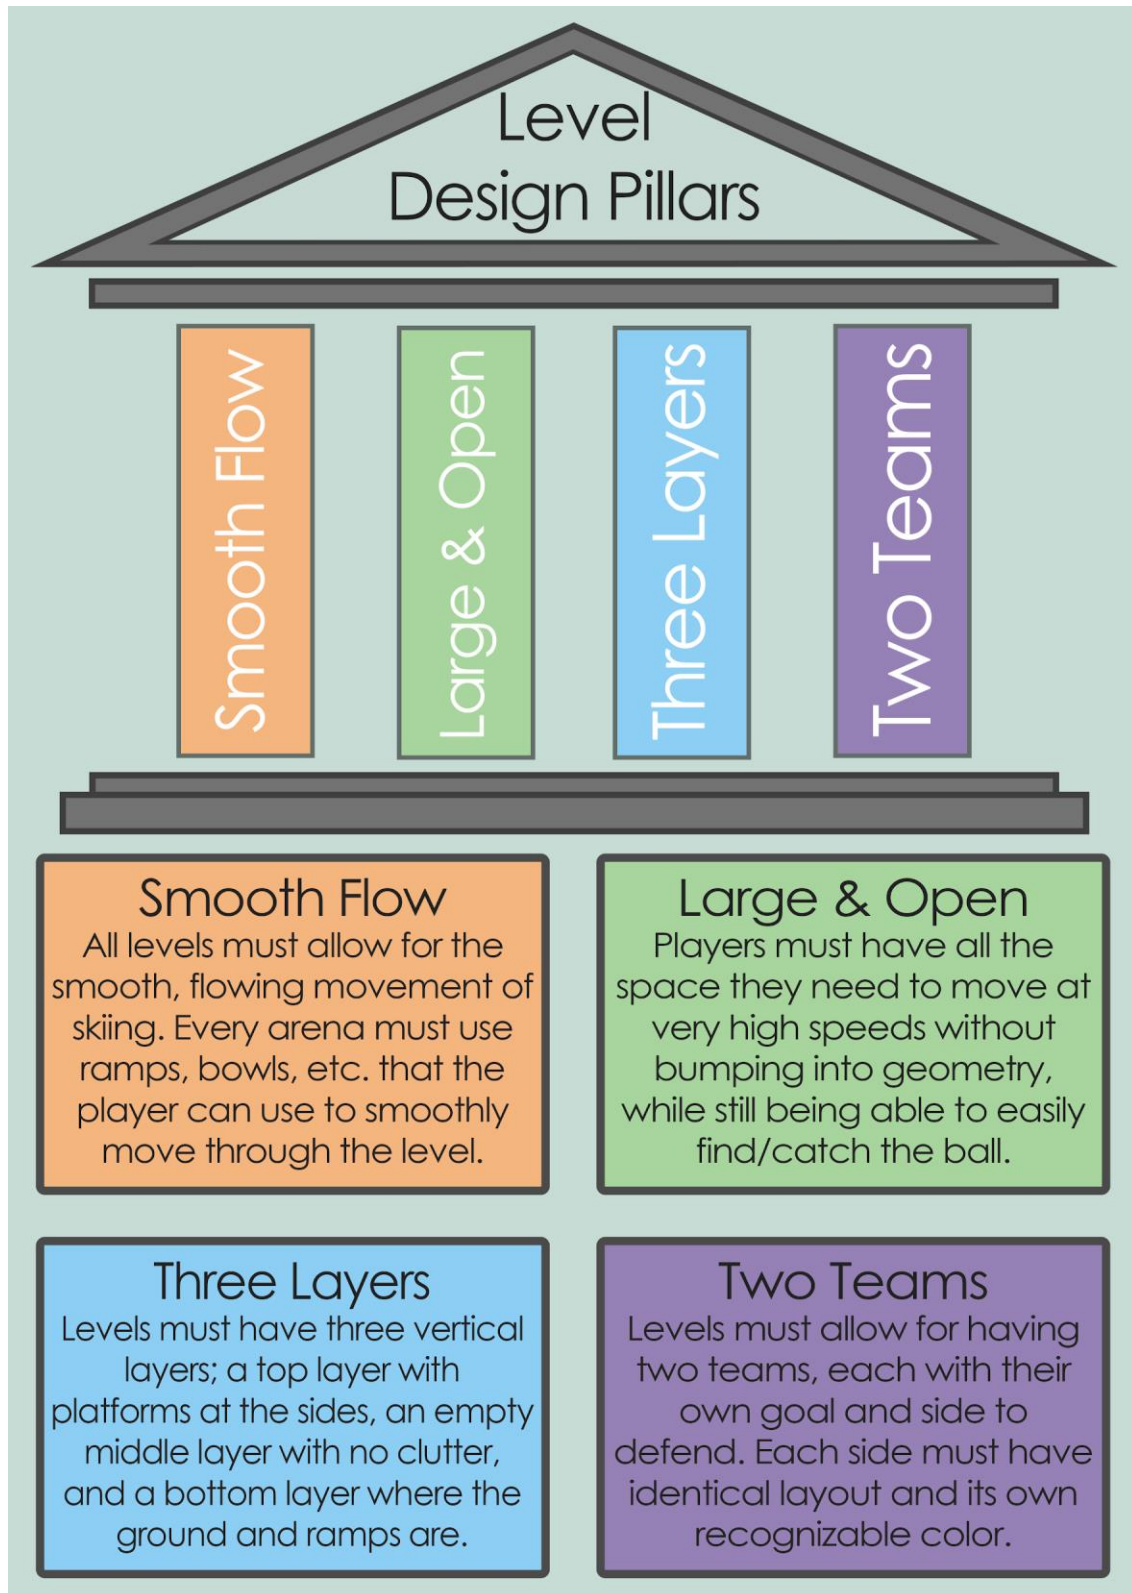 Level
Design Pillars
Smooth Flow
Large & Open
Three Layers
Two Teams
Smooth Flow
All levels must allow for the
smooth, flowing movement of
skiing. Every arena must use
ramps, bowls, etc. that the
player can use to smoothly
move through the level.
Large & Open
Players must have all the
space they need to move at
very high speeds without
bumping into geometry,
while still being able to easily
find/catch the ball.
Three Layers
Levels must have three vertical
layers; a top layer with
platforms at the sides, an empty
middle layer with no clutter,
and a bottom layer where the
ground and ramps are.
Two Teams
Levels must allow for having
two teams, each with their
own goal and side to
defend. Each side must have
identical layout and its own
recognizable color.